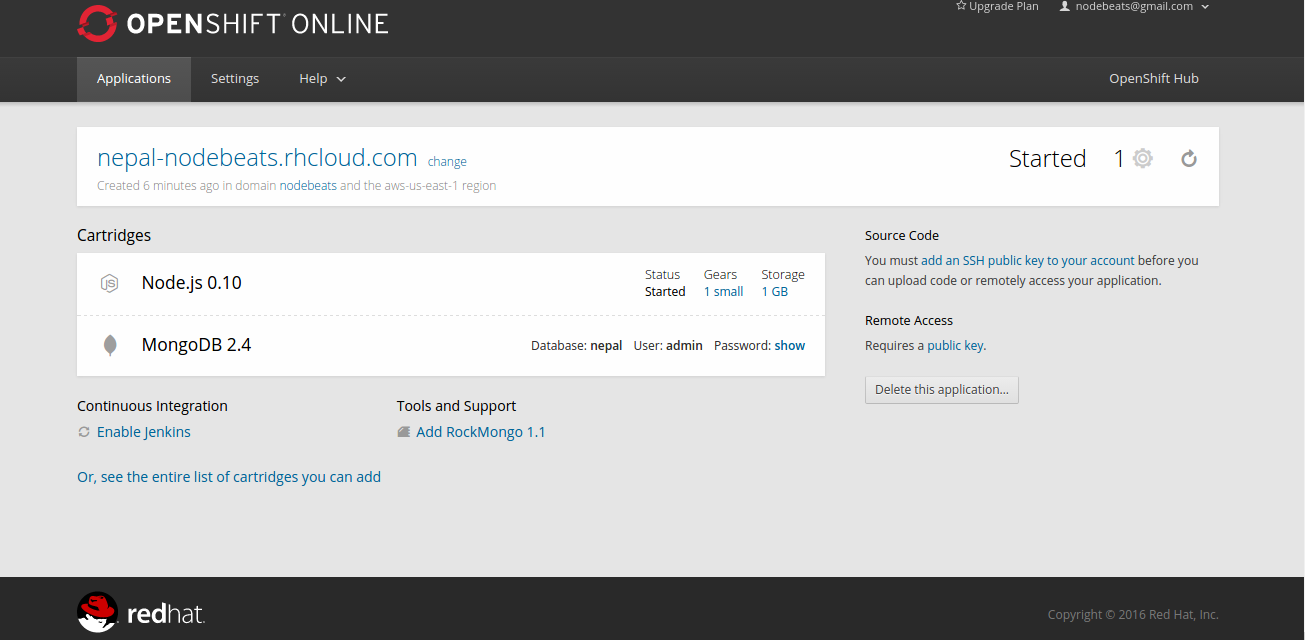 OPENSHIFT ONLINE
Upgrade Plan nodebeats@gmail.com
Applications Settings Help OpenShift Hub
nepal-nodebeats.rhcloud.com change
Started 1
Created 6 minutes ago in domain nodebeats and the aws-us-east-1 region
Cartridges
Node.js 0.10
Status Gears Storage
Started 1 small 1 GB
MongoDB 2.4
Database: nepal User: admin Password: show
Continuous Integration
Enable Jenkins
Tools and Support
Add RockMongo 1.1
Or, see the entire list of cartridges you can add
Source Code
You must add an SSH public key to your account before you
can upload code or remotely access your application.
Remote Access
Requires a public key.
Delete this application...
redhat.
Copyright © 2016 Red Hat, Inc.